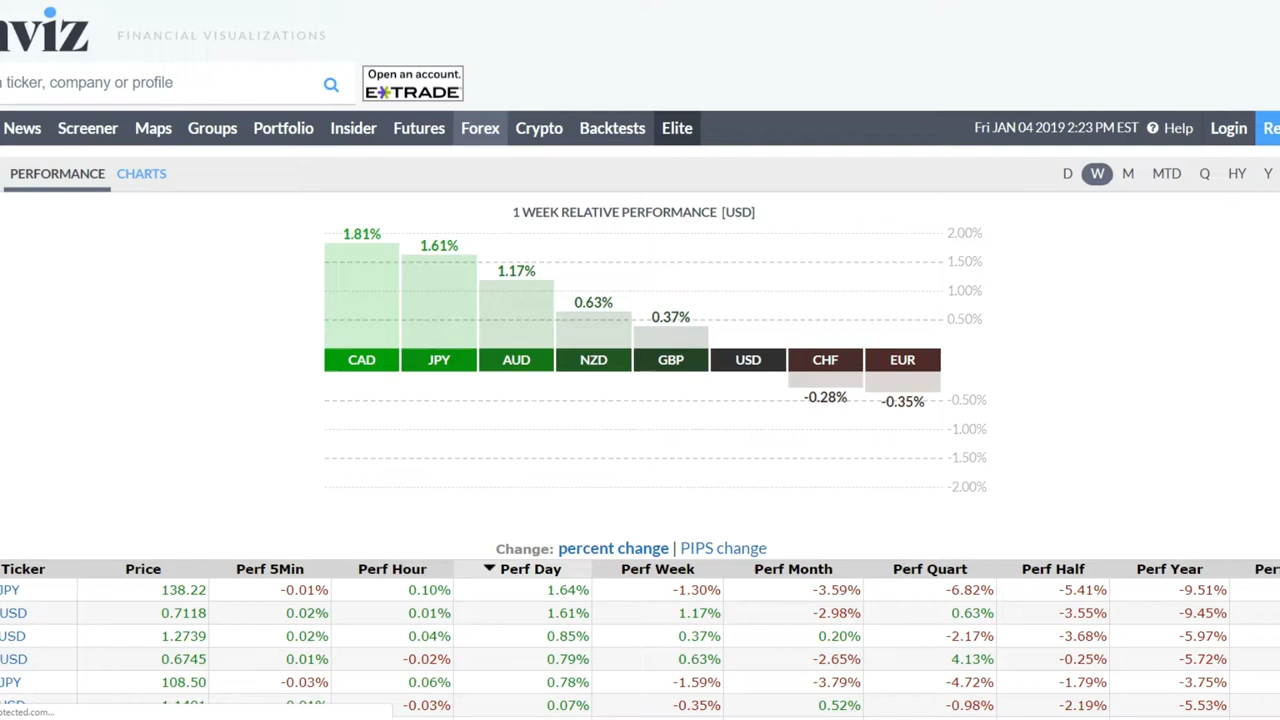 nviz FINANCIAL VISUALIZATIONS
ticker, company or profile
Open an account.
E*TRADE
News Screener Maps Groups Portfolio Insider Futures Forex Crypto Backtests Elite Fri JAN 04 2019 2:23 PM EST Help Login Re
PERFORMANCE CHARTS D W M MTD Q HY Y
1 WEEK RELATIVE PERFORMANCE [USD]
1.81% 1.61% 1.17% 0.63% 0.37%
2.00%
1.50%
1.00%
0.50%
CAD JPY AUD NZD GBP USD CHF EUR
-0.28% -0.35%
-0.50%
-1.00%
-1.50%
-2.00%
Change: percent change | PIPS change
Ticker Price Perf 5Min Perf Hour Perf Day Perf Week Perf Month Perf Quart Perf Half Perf Year Per
JPY 138.22 -0.01% 0.10% 1.64% -1.30% -3.59% -6.82% -5.41% -9.51%
USD 0.7118 0.02% 0.01% 1.61% 1.17% -2.98% 0.63% -3.55% -9.45%
USD 1.2739 0.02% 0.04% 0.85% 0.37% 0.20% -2.17% -3.68% -5.97%
USD 0.6745 0.01% -0.02% 0.79% 0.63% -2.65% 4.13% -0.25% -5.72%
JPY 108.50 -0.03% 0.06% 0.78% -1.59% -3.79% -4.72% -1.79% -3.75%
USD -0.03% 0.07% -0.35% 0.52% -0.98% -2.19% -5.53%
otected.com...